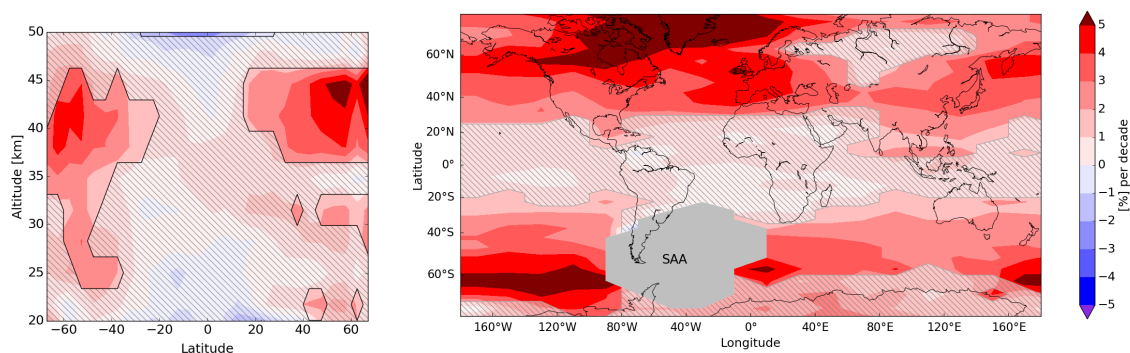 50
45
40
35
30
25
20
Altitude [km]
−60 −40 −20 0 20 40 60
Latitude
60°N
40°N
20°N
0°
20°S
40°S
60°S
Latitude
SAA
160°W 120°W 80°W 40°W 0° 40°E 80°E 120°E 160°E
Longitude
5
4
3
2
1
0
−1
−2
−3
−4
−5
[%] per decade